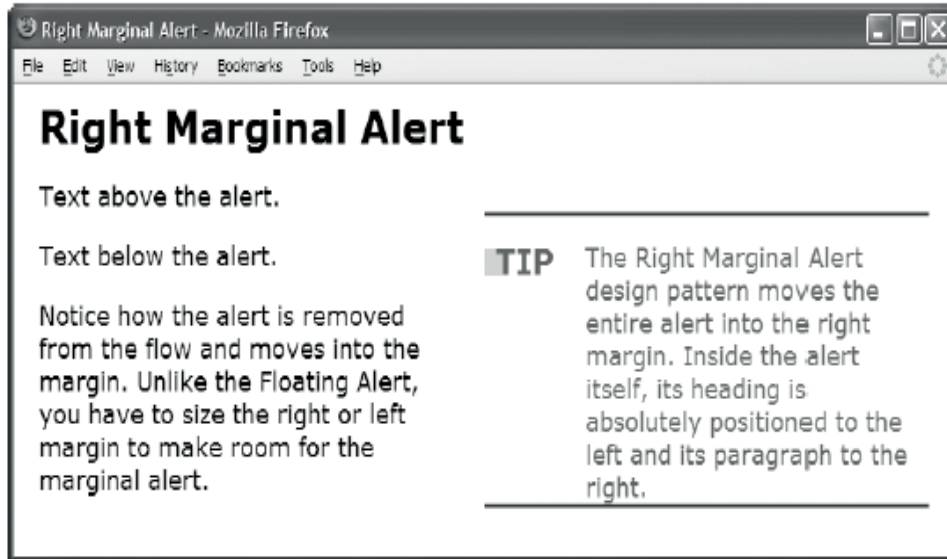 Right Marginal Alert - Mozilla Firefox
File Edit View History Bookmarks Tools Help
Right Marginal Alert
Text above the alert.
Text below the alert.
Notice how the alert is removed
from the flow and moves into the
margin. Unlike the Floating Alert,
you have to size the right or left
margin to make room for the
marginal alert.
TIP
The Right Marginal Alert
design pattern moves the
entire alert into the right
margin. Inside the alert
itself, its heading is
absolutely positioned to the
left and its paragraph to the
right.